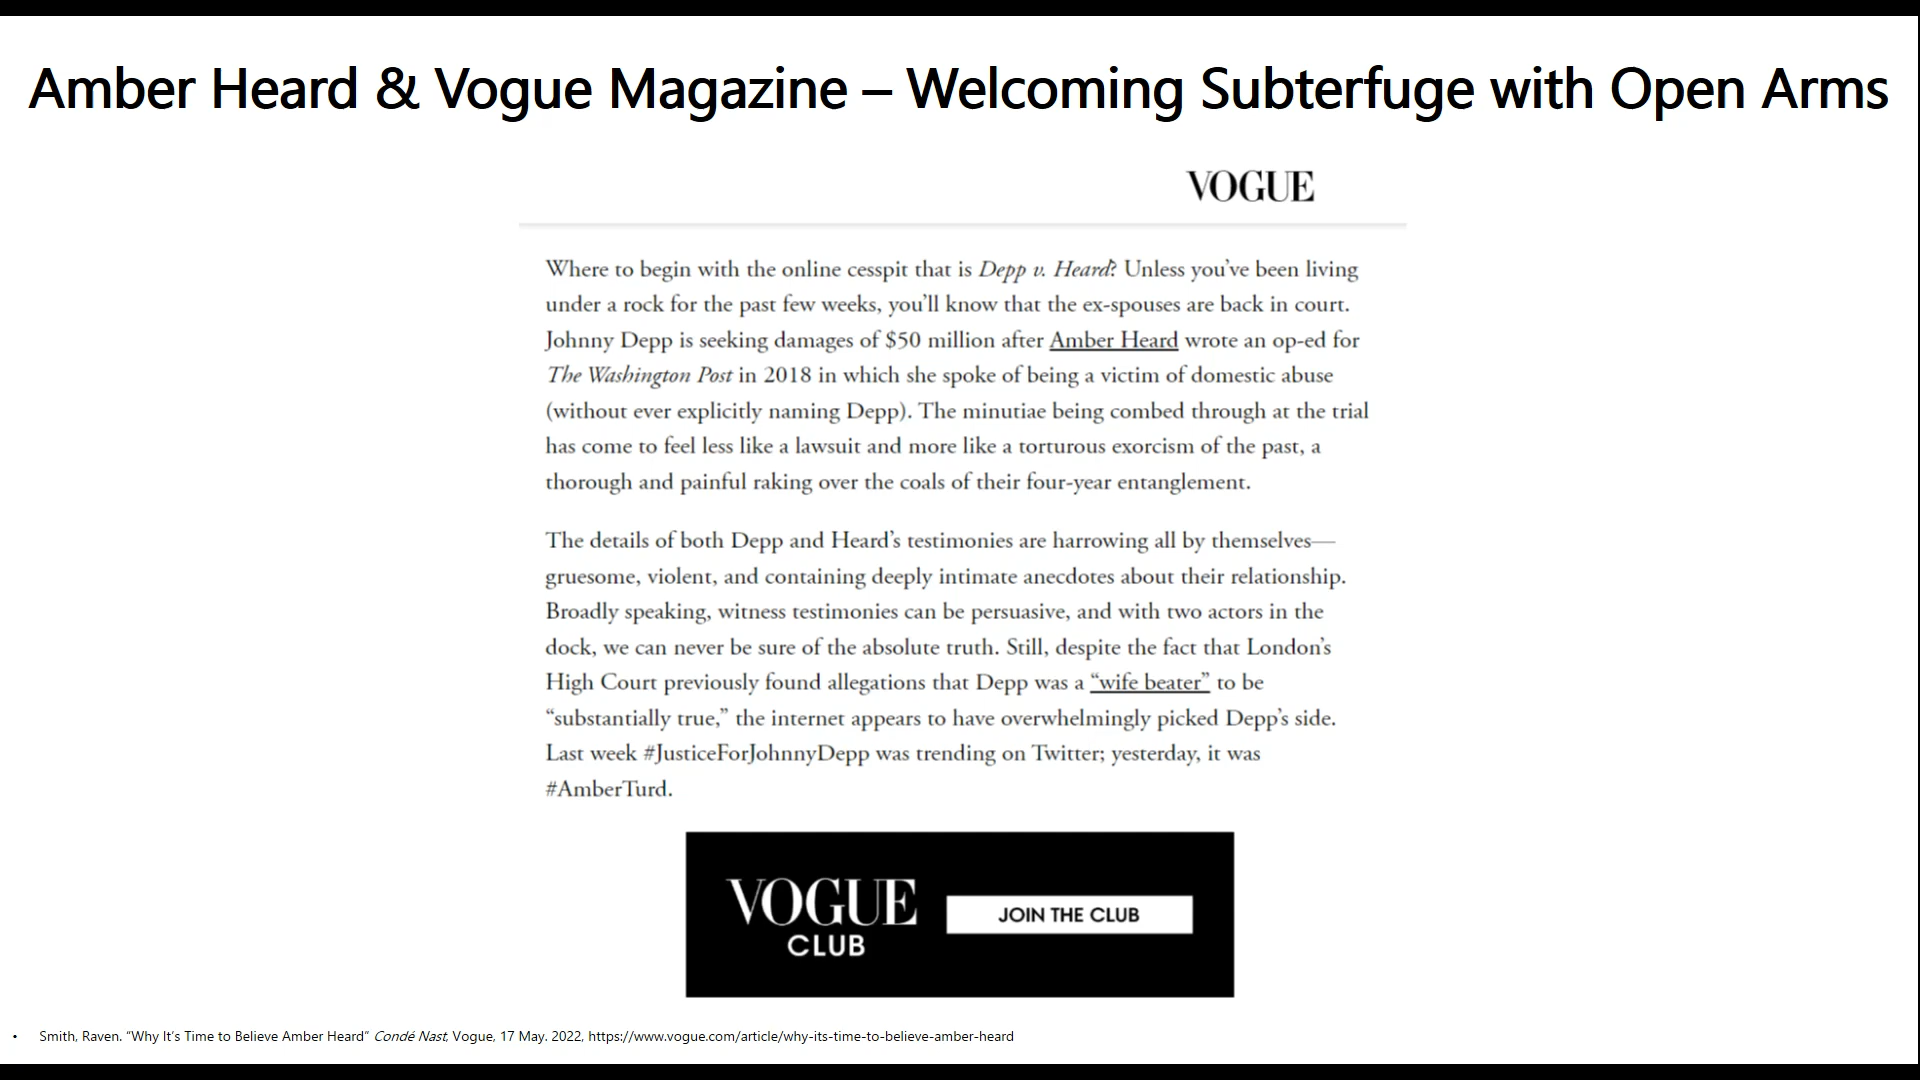 Amber Heard & Vogue Magazine – Welcoming Subterfuge with Open Arms
VOGUE
Where to begin with the online cesspit that is Depp v. Heard? Unless you’ve been living
under a rock for the past few weeks, you’ll know that the ex-spouses are back in court.
Johnny Depp is seeking damages of $50 million after Amber Heard wrote an op-ed for
The Washington Post in 2018 in which she spoke of being a victim of domestic abuse
(without ever explicitly naming Depp). The minutiae being combed through at the trial
has come to feel less like a lawsuit and more like a torturous exorcism of the past, a
thorough and painful raking over the coals of their four-year entanglement.
The details of both Depp and Heard’s testimonies are harrowing all by themselves—
gruesome, violent, and containing deeply intimate anecdotes about their relationship.
Broadly speaking, witness testimonies can be persuasive, and with two actors in the
dock, we can never be sure of the absolute truth. Still, despite the fact that London’s
High Court previously found allegations that Depp was a “wife beater” to be
“substantially true,” the internet appears to have overwhelmingly picked Depp’s side.
Last week #JusticeForJohnnyDepp was trending on Twitter; yesterday, it was
#AmberTurd.
VOGUE
CLUB
JOIN THE CLUB
• Smith, Raven. “Why It’s Time to Believe Amber Heard” Condé Nast, Vogue, 17 May. 2022, https://www.vogue.com/article/why-its-time-to-believe-amber-heard